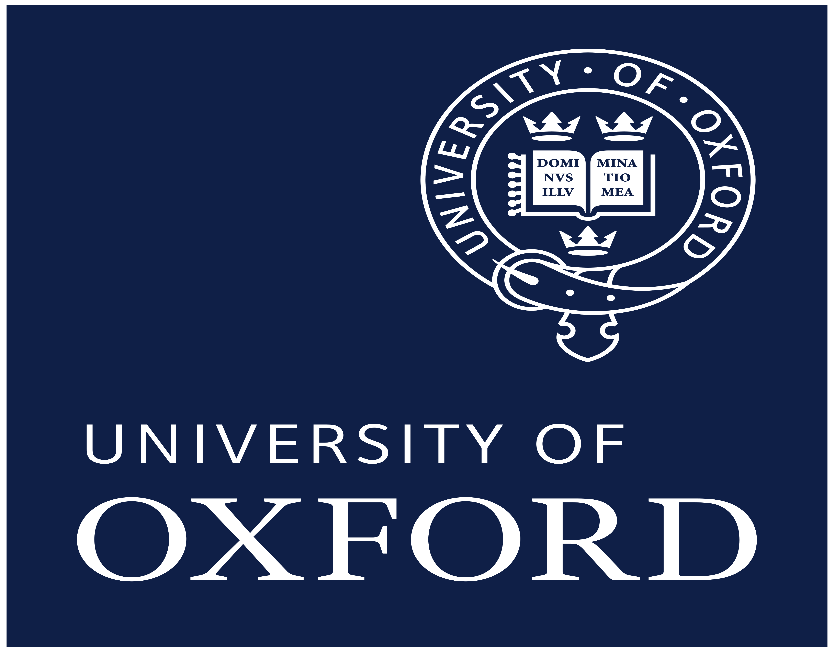 UNIVERSITY · OF · OXFORD
DOMI MINA
NVS TIO
ILLV MEA
UNIVERSITY OF
OXFORD